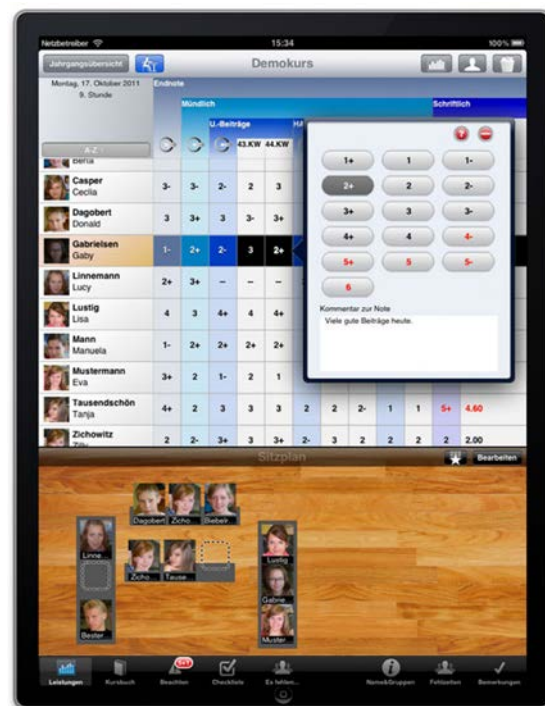 Netzbetreiber 15:34 100%
Jahrgangsübersicht Demokurs
Montag, 17. Oktober 2011
9. Stunde
Endnote
Mündlich Schriftlich
U.-Beiträge
A-Z 43.KW 44.KW
Berta
Casper
Cecilia 3- 3- 2- 2 3
Dagobert
Donald 3 3+ 3 3- 3+
Gabrielsen
Gaby 1- 2+ 2- 3 2+
Linnemann
Lucy 2+ 3+ – –
Lustig
Lisa 4 3 4+ 4 4
Mann
Manuela 1- 2+ 2+ 2+ 2+
Mustermann
Eva 3+ 2 1- 2 1
Tausendschön
Tanja 4+ 2 3 3 3 2 2 2- 1 1 5+ 4.60
Zichowitz
2 2- 3+ 3 3+ 2- 3 2 2 2 2 2.00
1+ 1 1-
2+ 2 2-
3+ 3 3-
4+ 4 4-
5+ 5 5-
6
Kommentar zur Note
Viele gute Beiträge heute.
Sitzplan Bearbeiten
Dagobert Zicho... Biebelr...
Linne...
Zicho... Tause...
Lustig
Gabrie...
Bester Muster...
Leistungen Kursbuch Beachten Checkliste Es fehlen... Name&Gruppen Fehlzeiten Bemerkungen